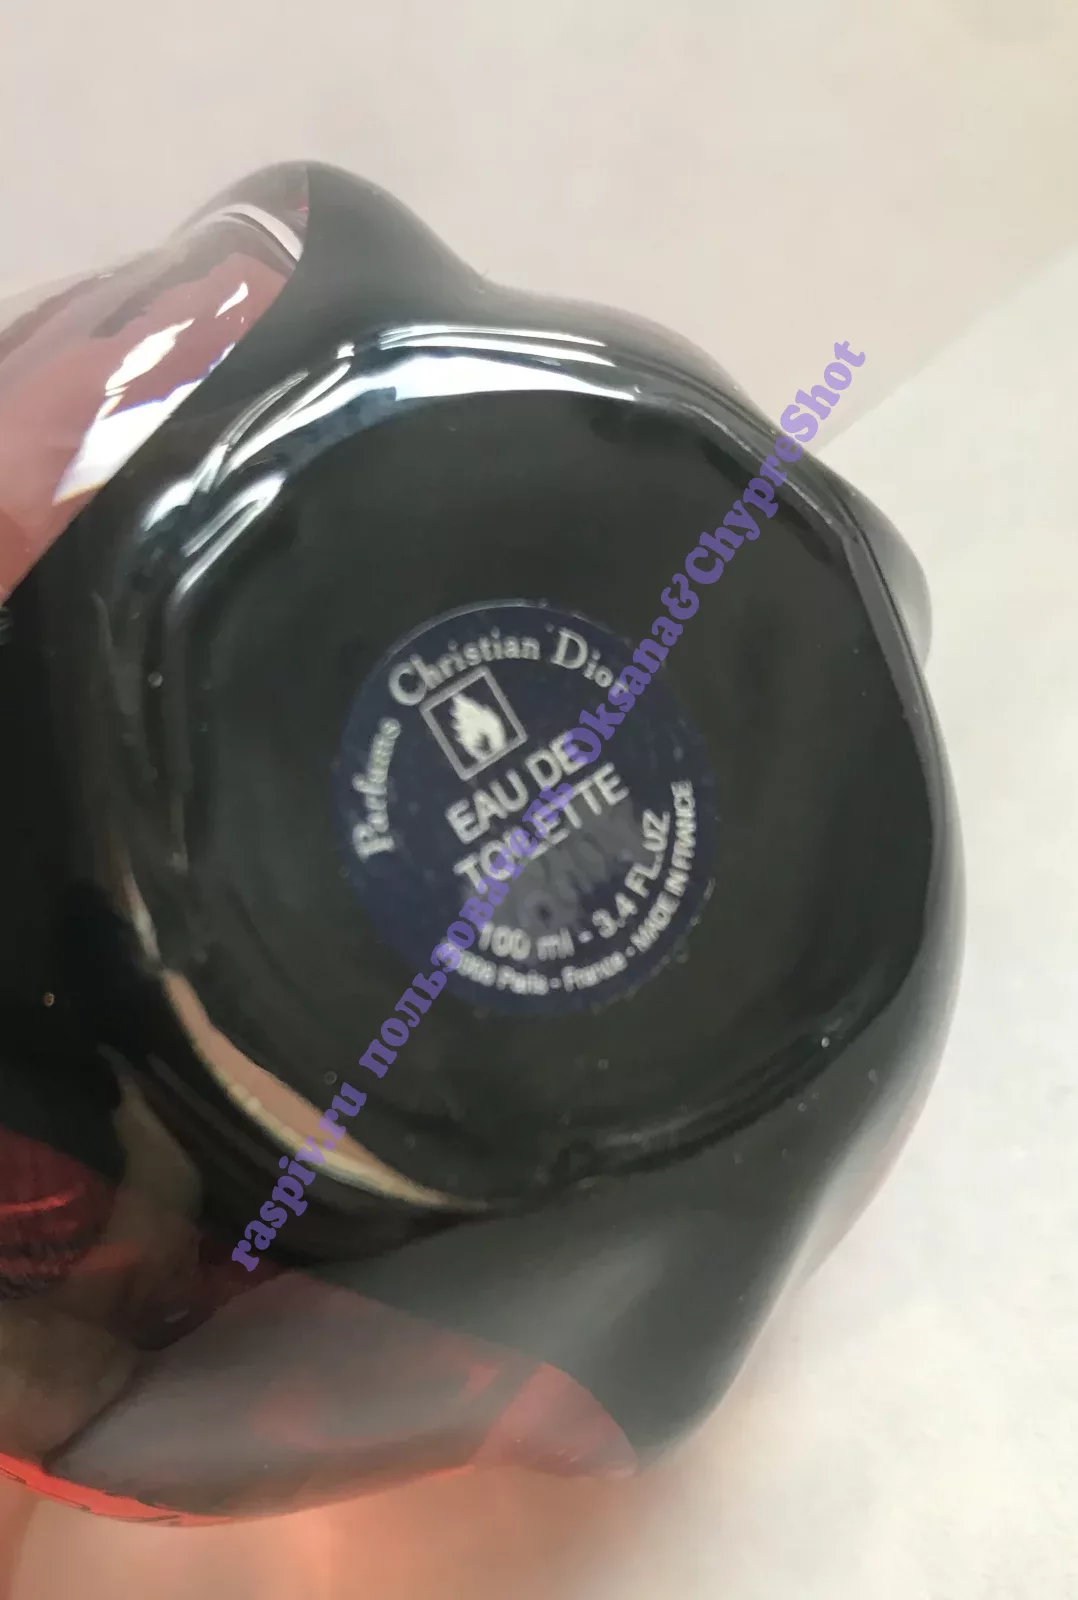 Parfums Christian Dior
EAU DE
TOILETTE
100 ml - 3.4 FL.OZ
Paris - France - MADE IN FRANCE
raspiv.ru пользователь Oksana&ChypreShot